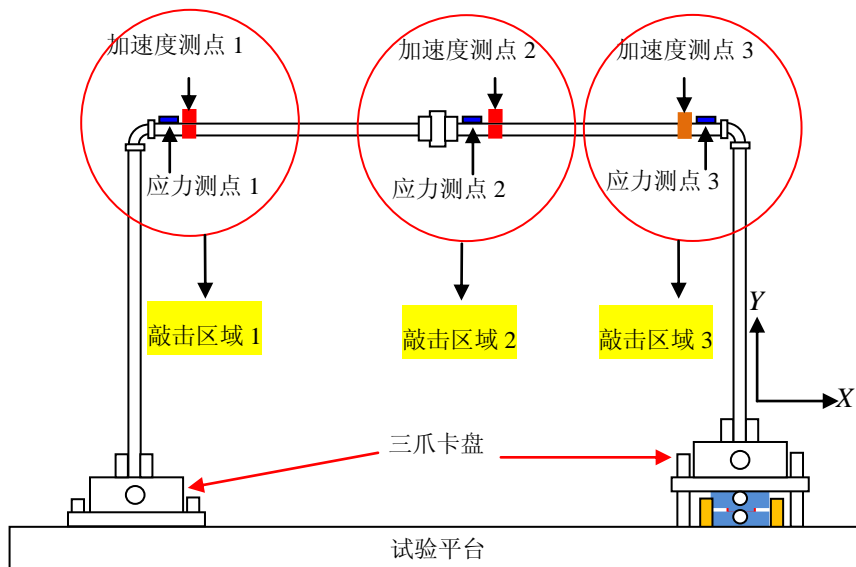 加速度测点 1
加速度测点 2
加速度测点 3
应力测点 1
应力测点 2
应力测点 3
敲击区域 1
敲击区域 2
敲击区域 3
Y
X
三爪卡盘
试验平台